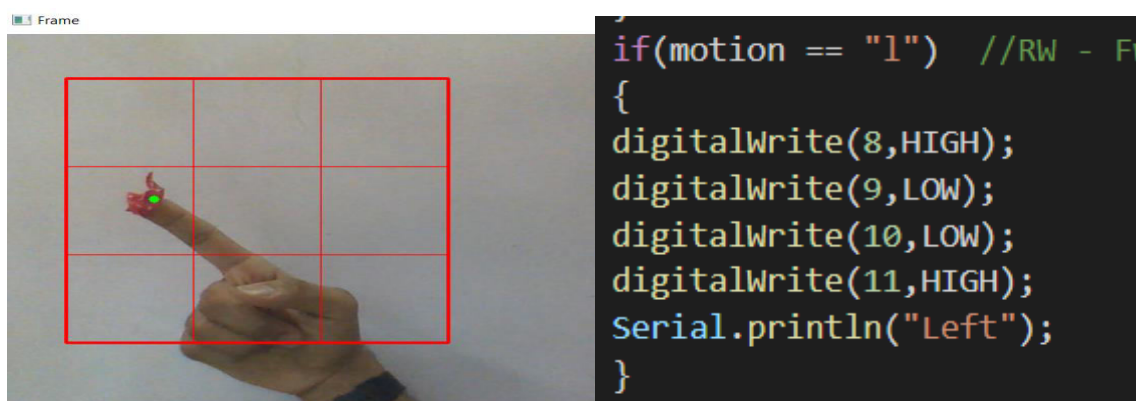 Frame
if(motion == "l")  //RW - F
{
digitalWrite(8,HIGH);
digitalWrite(9,LOW);
digitalWrite(10,LOW);
digitalWrite(11,HIGH);
Serial.println("Left");
}